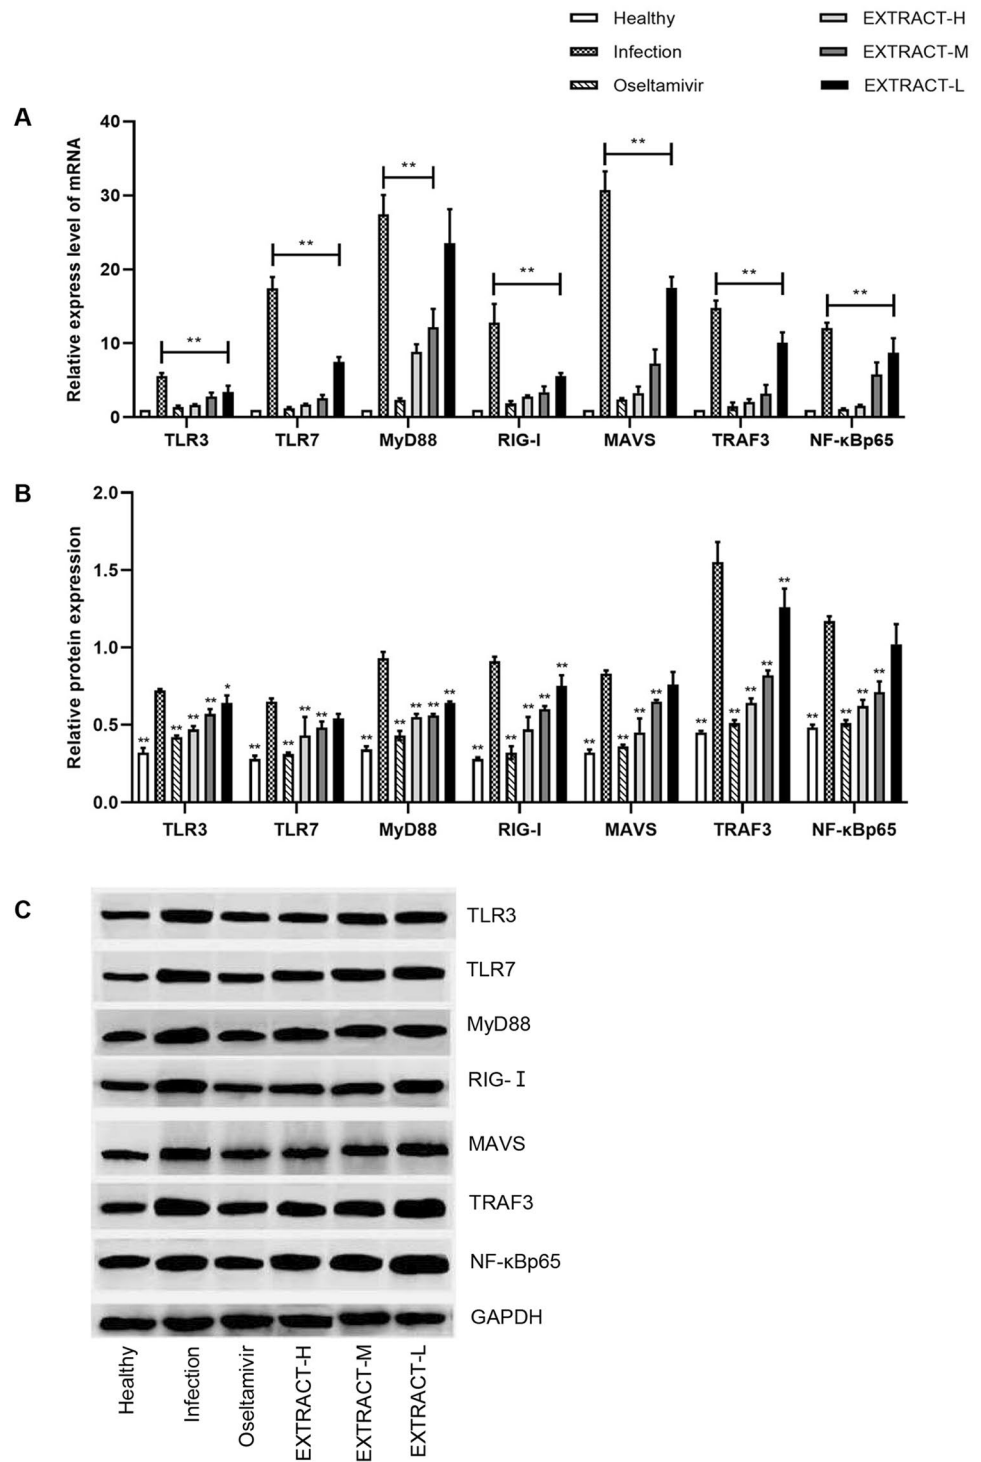 Healthy EXTRACT-H
Infection EXTRACT-M
Oseltamivir EXTRACT-L
A
Relative express level of mRNA
40
30
20
10
0
** ** ** ** ** ** **
TLR3 TLR7 MyD88 RIG-I MAVS TRAF3 NF-κBp65
B
Relative protein expression
2.0
1.5
1.0
0.5
0.0
** ** ** ** *
** ** ** **
** ** ** ** **
** ** ** ** **
** ** ** **
** ** ** ** **
** ** ** **
TLR3 TLR7 MyD88 RIG-I MAVS TRAF3 NF-κBp65
C
TLR3
TLR7
MyD88
RIG-Ⅰ
MAVS
TRAF3
NF-κBp65
GAPDH
Healthy
Infection
Oseltamivir
EXTRACT-H
EXTRACT-M
EXTRACT-L